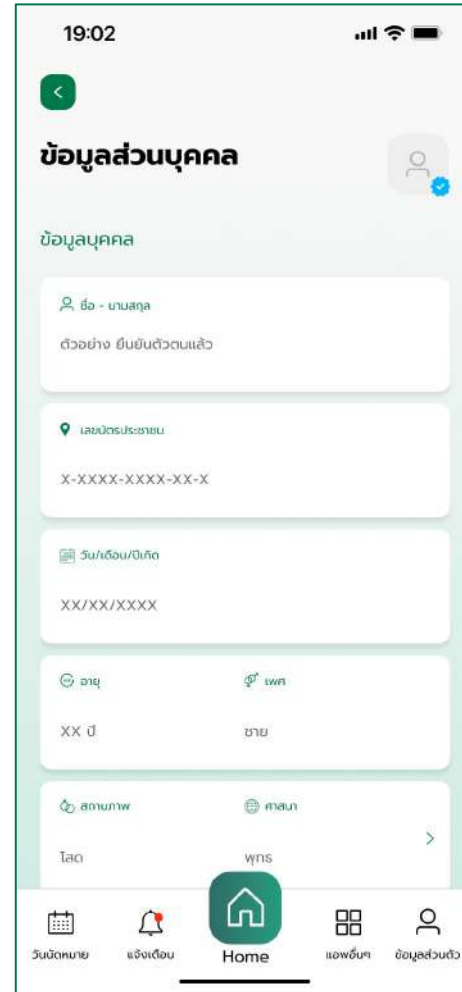 19:02
ข้อมูลส่วนบุคคล
ข้อมูลบุคคล
ชื่อ - นามสกุล
ตัวอย่าง ยืนยันตัวตนแล้ว
เลขบัตรประชาชน
X-XXXX-XXXX-XX-X
วัน/เดือน/ปีเกิด
XX/XX/XXXX
อายุ เพศ
XX ปี ชาย
สถานภาพ ศาสนา
โสด พุทธ
วันนัดหมาย แจ้งเตือน Home แอพอื่นๆ ข้อมูลส่วนตัว